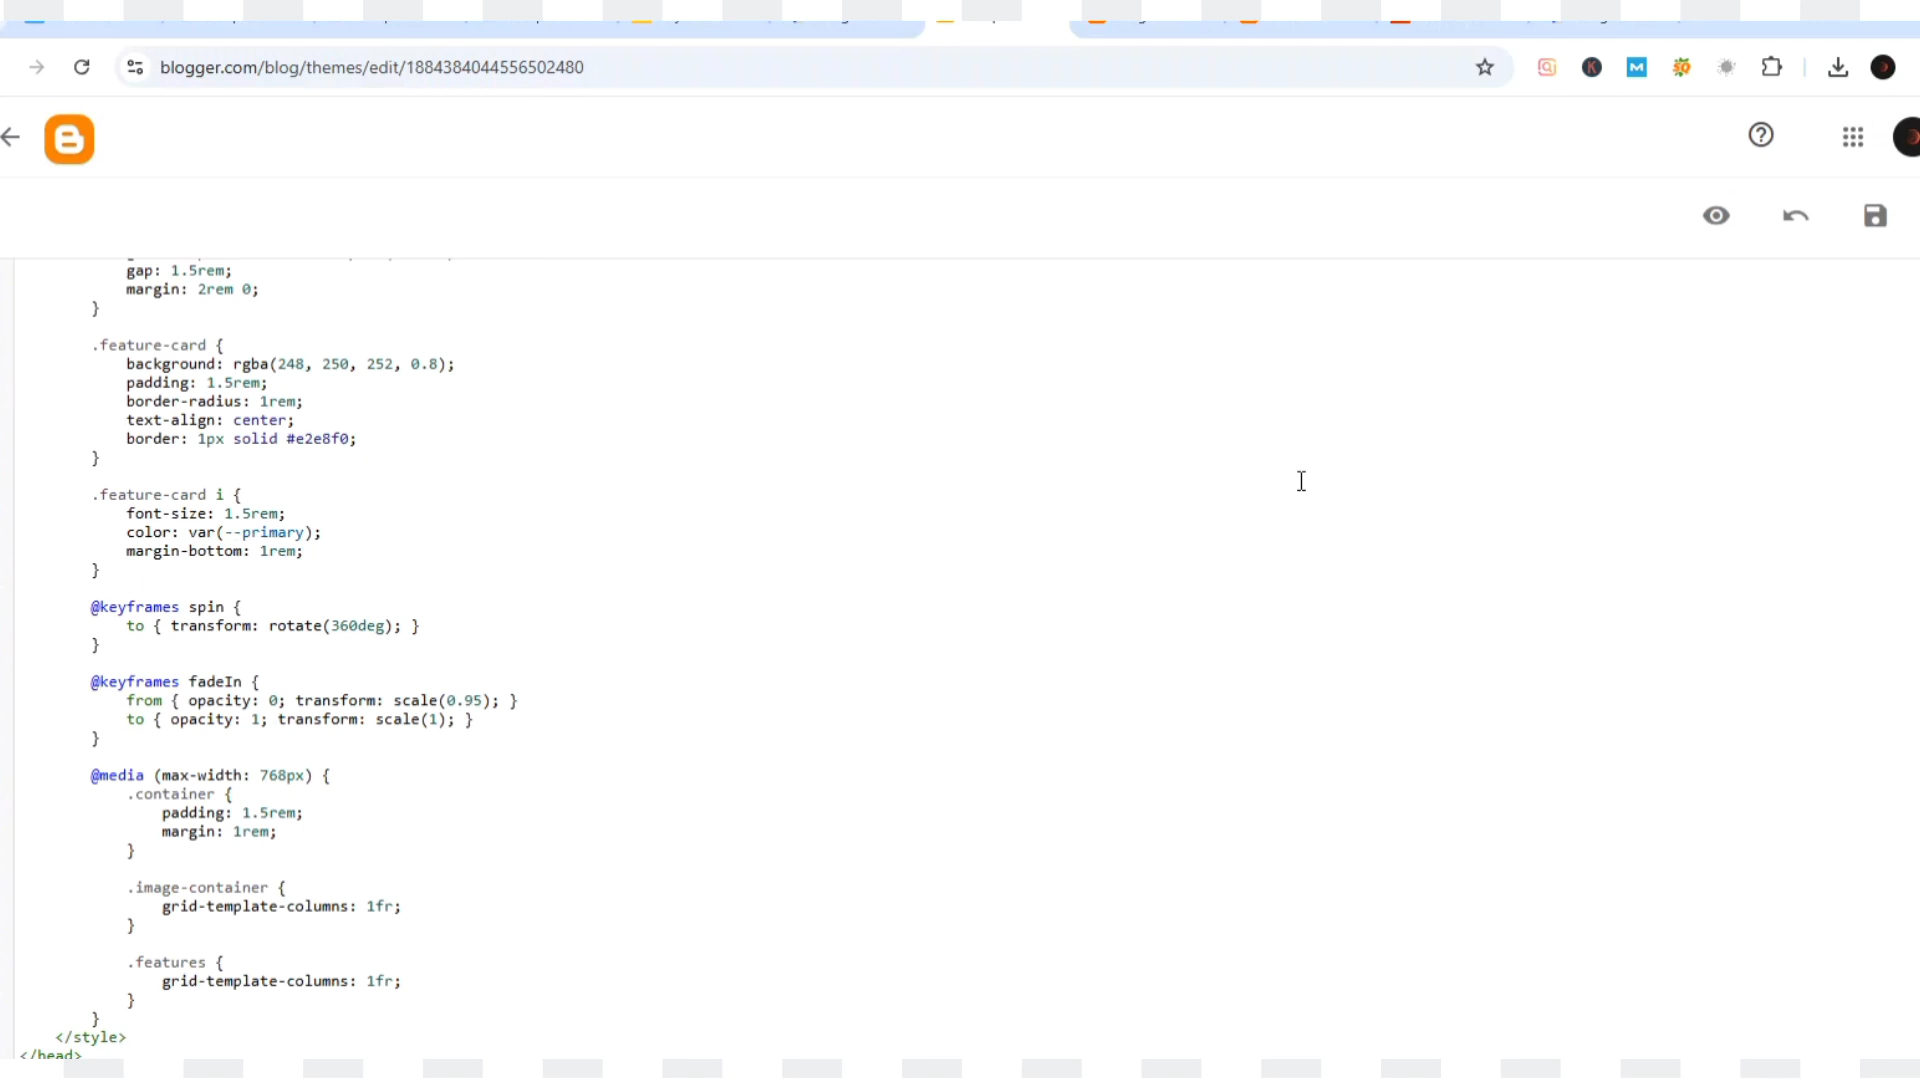 blogger.com/blog/themes/edit/1884384044556502480
gap: 1.5rem;
margin: 2rem 0;
}
.feature-card {
background: rgba(248, 250, 252, 0.8);
padding: 1.5rem;
border-radius: 1rem;
text-align: center;
border: 1px solid #e2e8f0;
}
.feature-card i {
font-size: 1.5rem;
color: var(--primary);
margin-bottom: 1rem;
}
@keyframes spin {
to { transform: rotate(360deg); }
}
@keyframes fadeIn {
from { opacity: 0; transform: scale(0.95); }
to { opacity: 1; transform: scale(1); }
}
@media (max-width: 768px) {
.container {
padding: 1.5rem;
margin: 1rem;
}
.image-container {
grid-template-columns: 1fr;
}
.features {
grid-template-columns: 1fr;
}
}
</style>
</head>